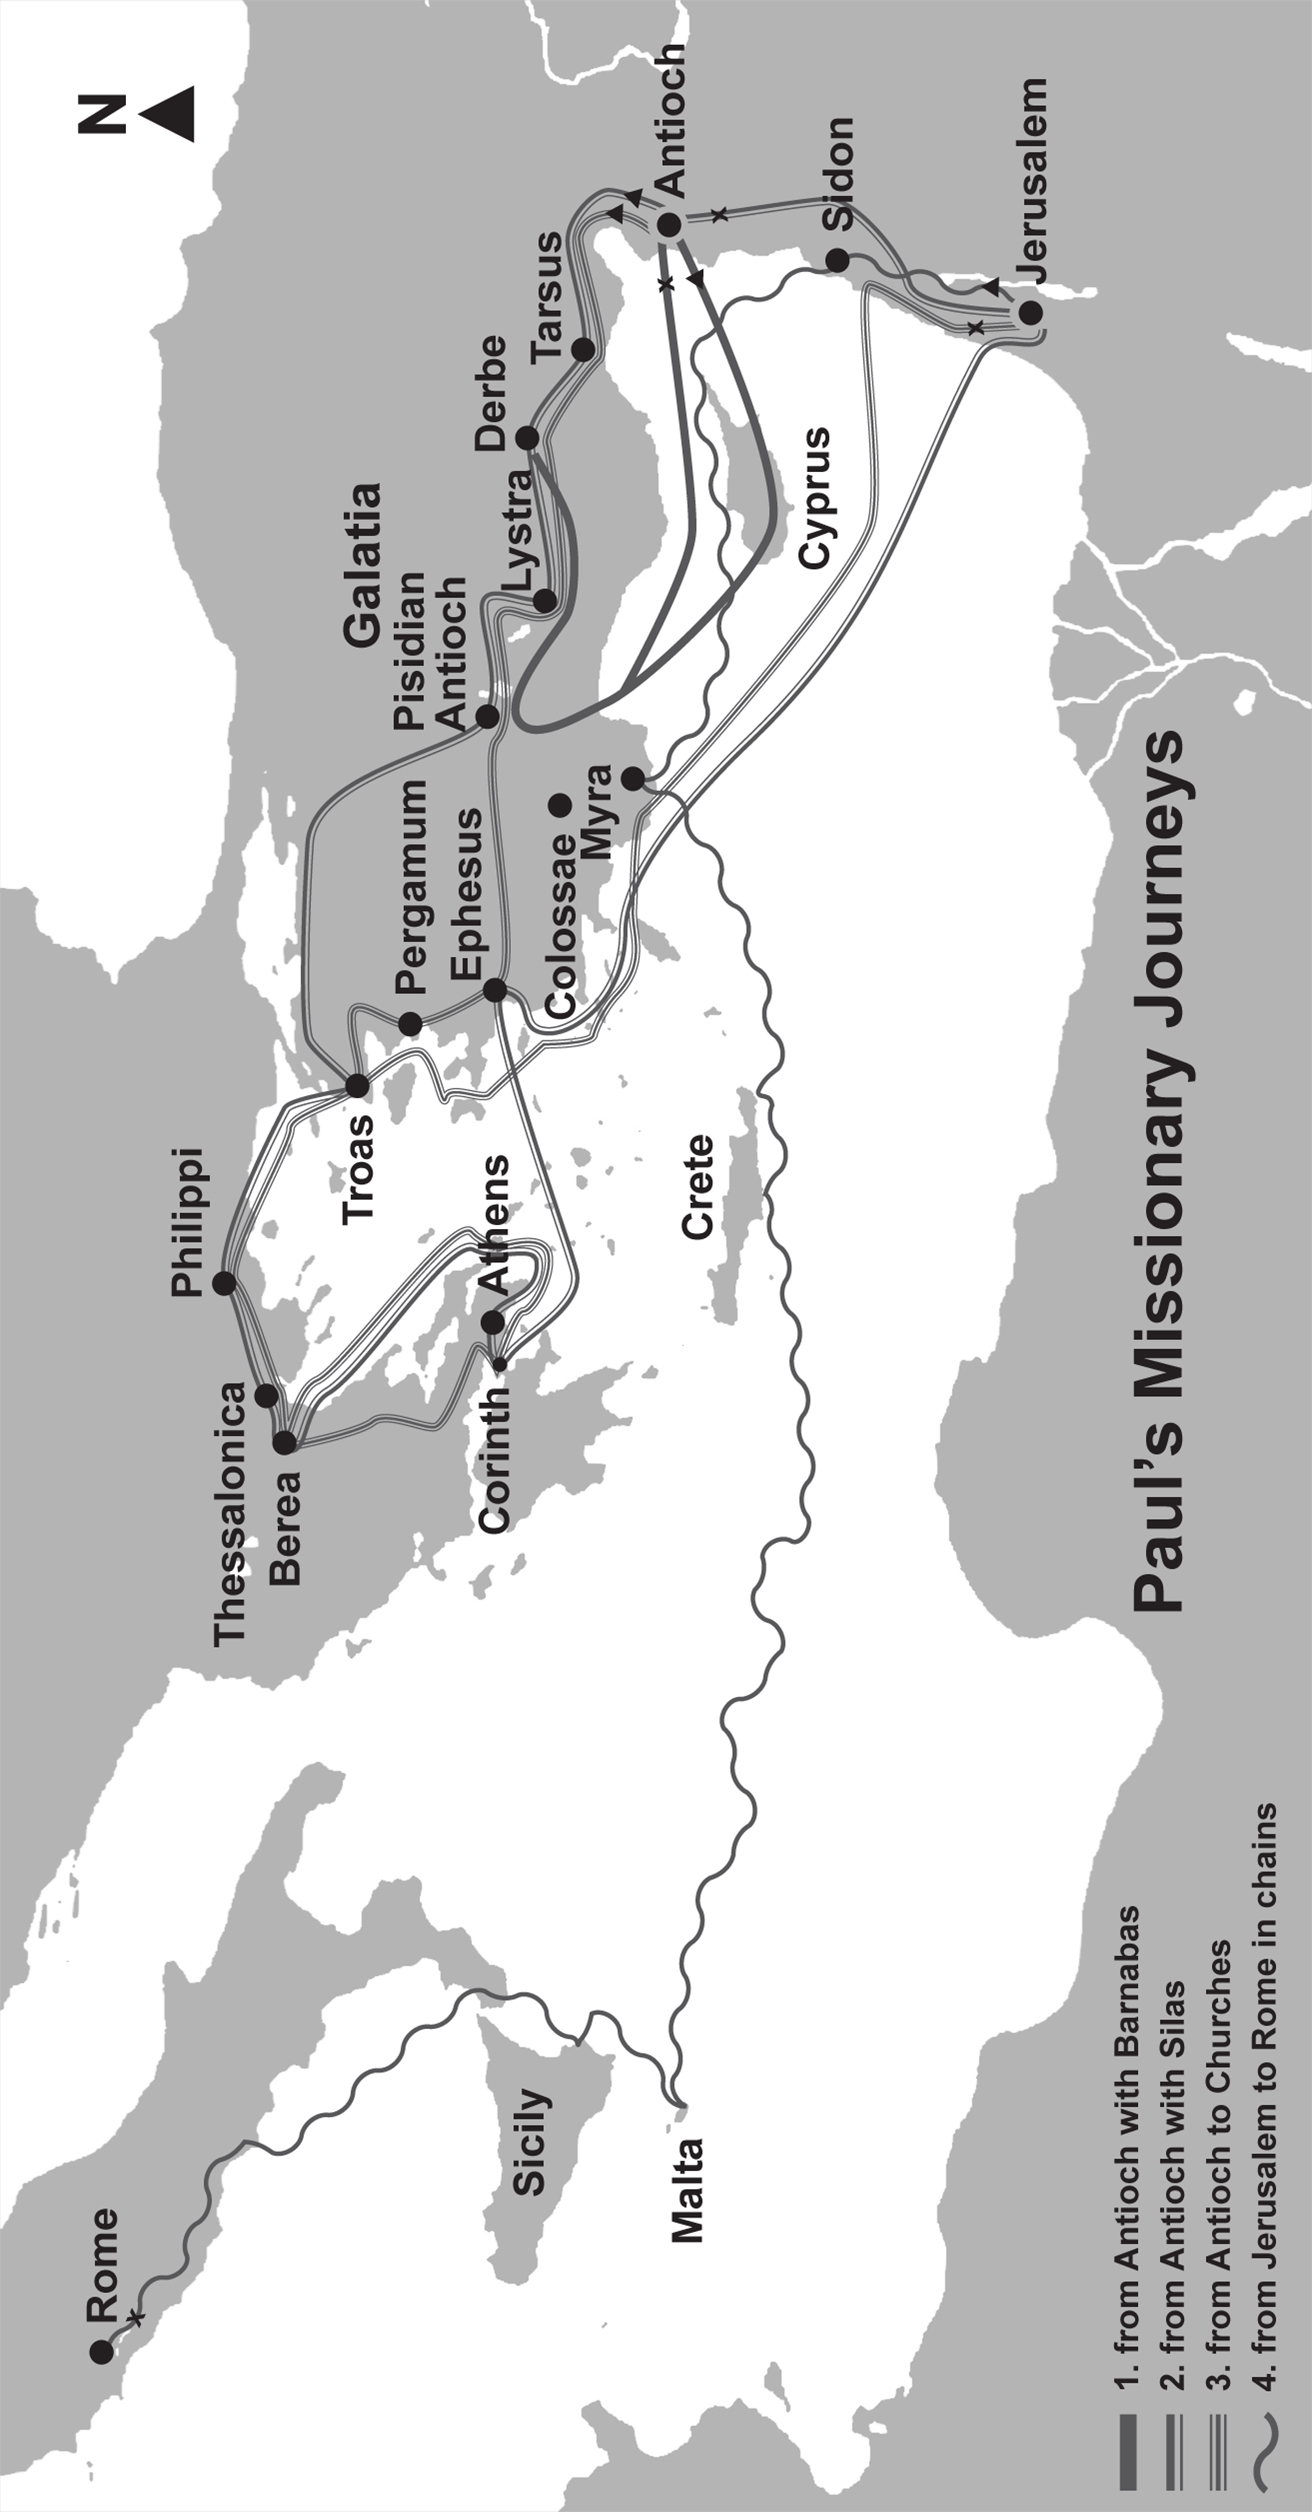 N
Rome
Philippi
Thessalonica
Berea
Troas
Galatia
Pisidian
Antioch
Pergamum
Ephesus
Derbe
Lystra
Tarsus
Antioch
Athens
Corinth
Colossae
Myra
Sicily
Malta
Crete
Cyprus
Sidon
Jerusalem
Paul's Missionary Journeys
1. from Antioch with Barnabas
2. from Antioch with Silas
3. from Antioch to Churches
4. from Jerusalem to Rome in chains